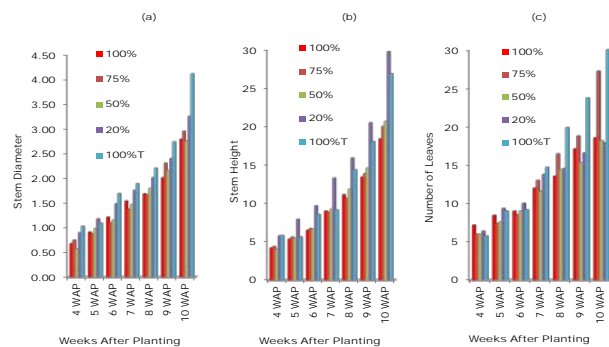 (a)
Stem Diameter
4.50
4.00
3.50
3.00
2.50
2.00
1.50
1.00
0.50
0.00
100%
75%
50%
20%
100%T
4 WAP
5 WAP
6 WAP
7 WAP
8 WAP
9 WAP
10 WAP
Weeks After Planting
(b)
Stem Height
30
25
20
15
10
5
0
100%
75%
50%
20%
100%T
4 WAP
5 WAP
6 WAP
7 WAP
8 WAP
9 WAP
10 WAP
Weeks After Planting
(c)
Number of Leaves
30
25
20
15
10
5
0
100%
75%
50%
20%
100%T
4 WAP
5 WAP
6 WAP
7 WAP
8 WAP
9 WAP
10 WAP
Weeks After Planting